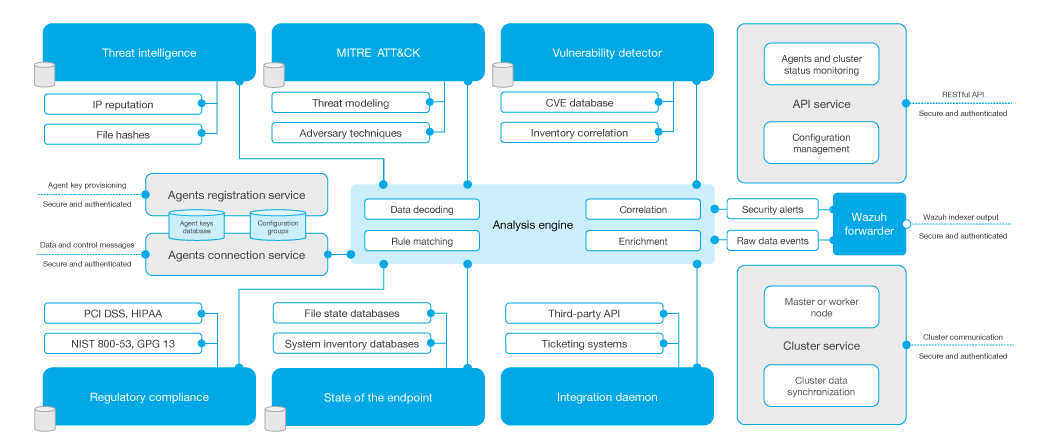 Threat intelligence
IP reputation
File hashes
MITRE ATT&CK
Threat modeling
Adversary techniques
Vulnerability detector
CVE database
Inventory correlation
Agents and cluster
status monitoring
API service
Configuration
management
RESTful API
Secure and authenticated
Agent key provisioning
Secure and authenticated
Agents registration service
Agent keys
database
Configuration
groups
Data and control messages
Secure and authenticated
Agents connection service
Data decoding
Rule matching
Analysis engine
Correlation
Enrichment
Security alerts
Raw data events
Wazuh
forwarder
Wazuh indexer output
Secure and authenticated
PCI DSS, HIPAA
NIST 800-53, GPG 13
Regulatory compliance
File state databases
System inventory databases
State of the endpoint
Third-party API
Ticketing systems
Integration daemon
Master or worker
node
Cluster service
Cluster data
synchronization
Cluster communication
Secure and authenticated